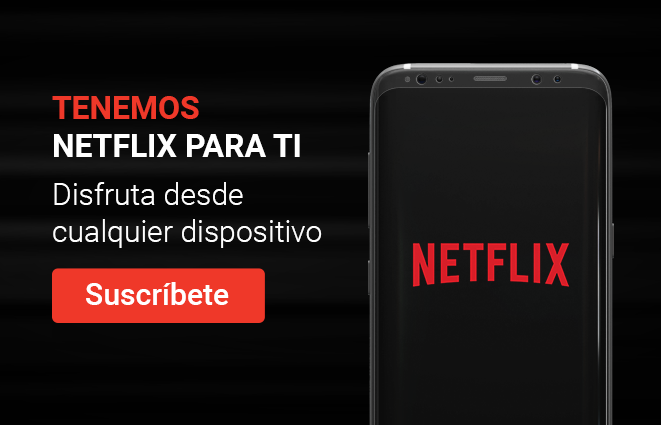 TENEMOS
NETFLIX PARA TI
Disfruta desde
cualquier dispositivo
Suscríbete
NETFLIX